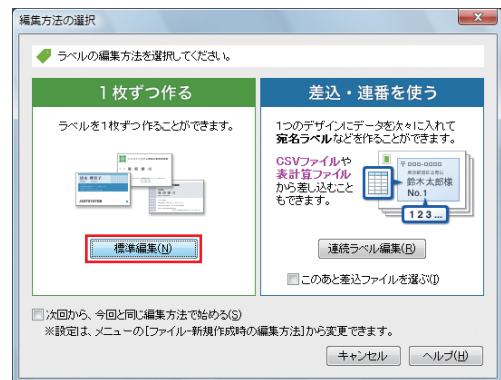 編集方法の選択
ラベルの編集方法を選択してください。
1枚ずつ作る
ラベルを1枚ずつ作ることができます。
標準編集(N)
差込・連番を使う
1つのデザインにデータを次々に入れて
宛名ラベルなどを作ることができます。
CSVファイルや
表計算ファイル
から差し込むこと
もできます。
〒000-0000
鈴木太郎様
No.1
1 2 3 ...
連続ラベル編集(R)
このあと差込ファイルを選ぶ(I)
次回から、今回と同じ編集方法で始める(S)
※設定は、メニューの[ファイル-新規作成時の編集方法]から変更できます。
キャンセル
ヘルプ(H)